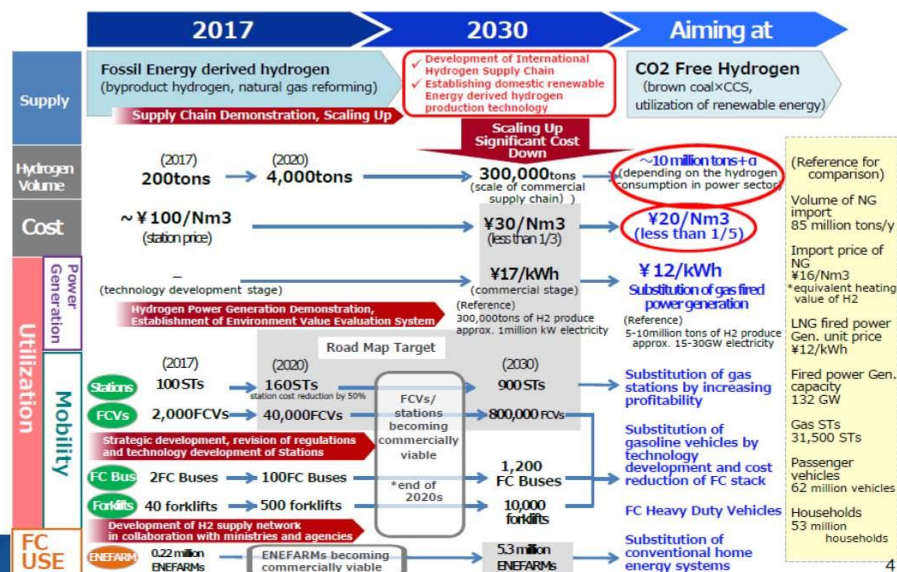 2017
2030
Aiming at
Supply
Fossil Energy derived hydrogen
(byproduct hydrogen, natural gas reforming)
✓ Development of International
Hydrogen Supply Chain
✓ Establishing domestic renewable
Energy derived hydrogen
production technology
CO2 Free Hydrogen
(brown coal×CCS,
utilization of renewable energy)
Supply Chain Demonstration, Scaling Up
Scaling Up
Significant Cost
Down
Hydrogen
Volume
(2017)
200tons
(2020)
4,000tons
300,000tons
(scale of commercial
supply chain) )
~10 million tons+α
(depending on the hydrogen
consumption in power sector)
Cost
~¥100/Nm3
(station price)
¥30/Nm3
(less than 1/3)
¥20/Nm3
(less than 1/5)
Utilization
Power
Generation
–
(technology development stage)
¥17/kWh
(commercial stage)
¥12/kWh
Substitution of gas fired
power generation
Hydrogen Power Generation Demonstration,
Establishment of Environment Value Evaluation System
(Reference)
300,000tons of H2 produce
approx. 1million kW electricity
(Reference)
5-10million tons of H2 produce
approx. 15-30GW electricity
Road Map Target
Mobility
(2017)
(2020)
(2030)
Stations
100 STs
160STs
station cost reduction by 50%
900 STs
Substitution of gas
stations by increasing
profitability
FCVs
2,000FCVs
40,000FCVs
800,000 FCVs
FCVs/
stations
becoming
commercially
viable
*end of
2020s
Strategic development, revision of regulations
and technology development of Stations
Substitution of
gasoline vehicles by
technology
development and cost
reduction of FC stack
FC Bus
2FC Buses
100FC Buses
1,200
FC Buses
Forklifts
40 forklifts
500 forklifts
10,000
forklifts
FC Heavy Duty Vehicles
Development of H2 supply network
in collaboration with ministries and agencies
FC
USE
ENEFARM
0.22 million
ENEFARMs
ENEFARMs becoming
commercially viable
5.3 million
ENEFARMs
Substitution of
conventional home
energy systems
(Reference for
comparison)
Volume of NG
import
85 million tons/y
Import price of
NG
¥16/Nm3
*equivalent heating
value of H2
LNG fired power
Gen. unit price
¥12/kWh
Fired power Gen.
capacity
132 GW
Gas STs
31,500 STs
Passenger
vehicles
62 million vehicles
Households
53 million
households
4